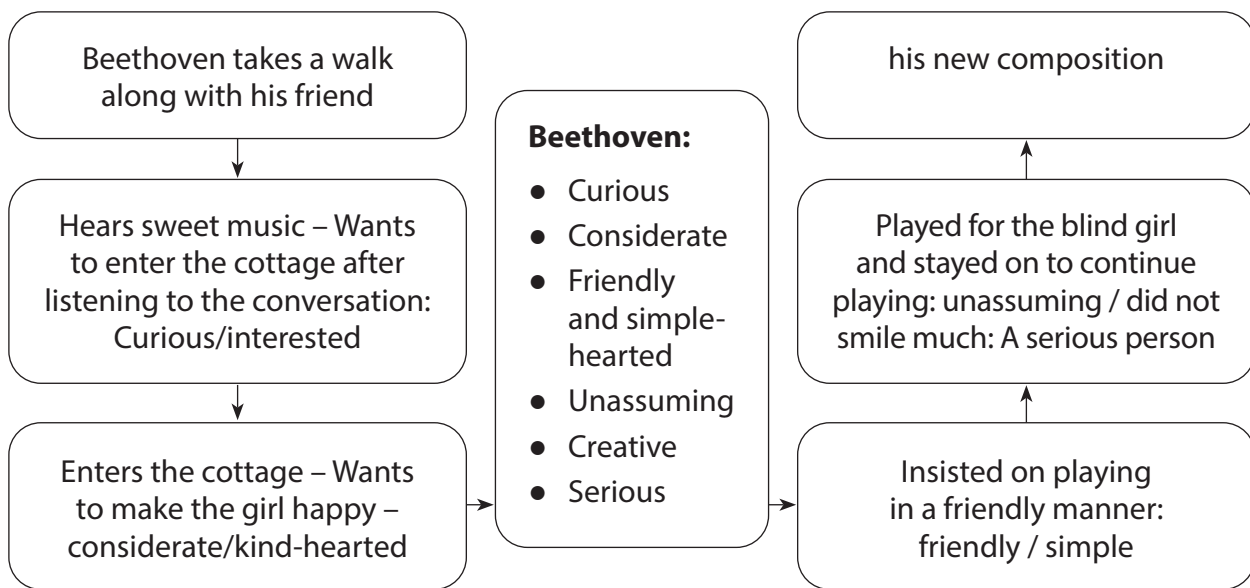 Beethoven takes a walk
along with his friend
Hears sweet music – Wants
to enter the cottage after
listening to the conversation:
Curious/interested
Enters the cottage – Wants
to make the girl happy –
considerate/kind-hearted
Beethoven:
● Curious
● Considerate
● Friendly
and simple-
hearted
● Unassuming
● Creative
● Serious
Insisted on playing
in a friendly manner:
friendly / simple
Played for the blind girl
and stayed on to continue
playing: unassuming / did not
smile much: A serious person
his new composition